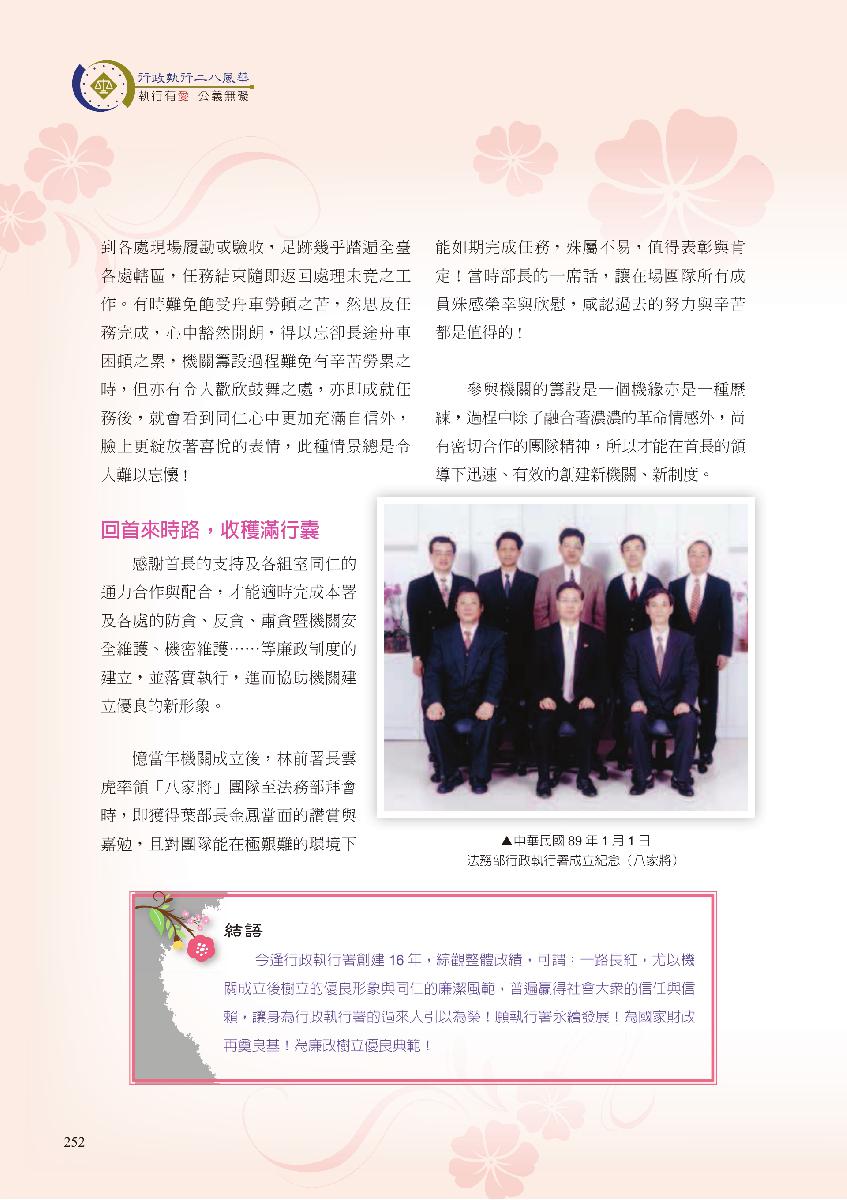 行政執行二八風華
執行有愛 公義無礙
到各處現場履勘或驗收，足跡幾乎踏遍全臺
各處轄區，任務結束隨即返回處理未竟之工
作。有時難免飽受舟車勞頓之苦，然思及任
務完成，心中豁然開朗，得以忘卻長途舟車
困頓之累，機關籌設過程難免有辛苦勞累之
時，但亦有令人歡欣鼓舞之處，亦即成就任
務後，就會看到同仁心中更加充滿自信外，
臉上更綻放著喜悅的表情，此種情景總是令
人難以忘懷！
回首來時路，收穫滿行囊
感謝首長的支持及各組室同仁的
通力合作與配合，才能適時完成本署
及各處的防貪、反貪、肅貪暨機關安
全維護、機密維護⋯⋯等廉政制度的
建立，並落實執行，進而協助機關建
立優良的新形象。
憶當年機關成立後，林前署長雲
虎率領「八家將」團隊至法務部拜會
時，即獲得葉部長金鳳當面的讚賞與
嘉勉，且對團隊能在極艱難的環境下
能如期完成任務，殊屬不易，值得表彰與肯
定！當時部長的一席話，讓在場團隊所有成
員殊感榮幸與欣慰，咸認過去的努力與辛苦
都是值得的！
參與機關的籌設是一個機緣亦是一種歷
練，過程中除了融合著濃濃的革命情感外，尚
有密切合作的團隊精神，所以才能在首長的領
導下迅速、有效的創建新機關、新制度。
▲中華民國 89 年 1 月 1 日
法務部行政執行署成立紀念（八家將）
結語
今逢行政執行署創建 16 年，綜觀整體政績，可謂：一路長紅，尤以機
關成立後樹立的優良形象與同仁的廉潔風範，普遍贏得社會大眾的信任與信
賴，讓身為行政執行署的過來人引以為榮！願執行署永續發展！為國家財政
再奠良基！為廉政樹立優良典範！
252